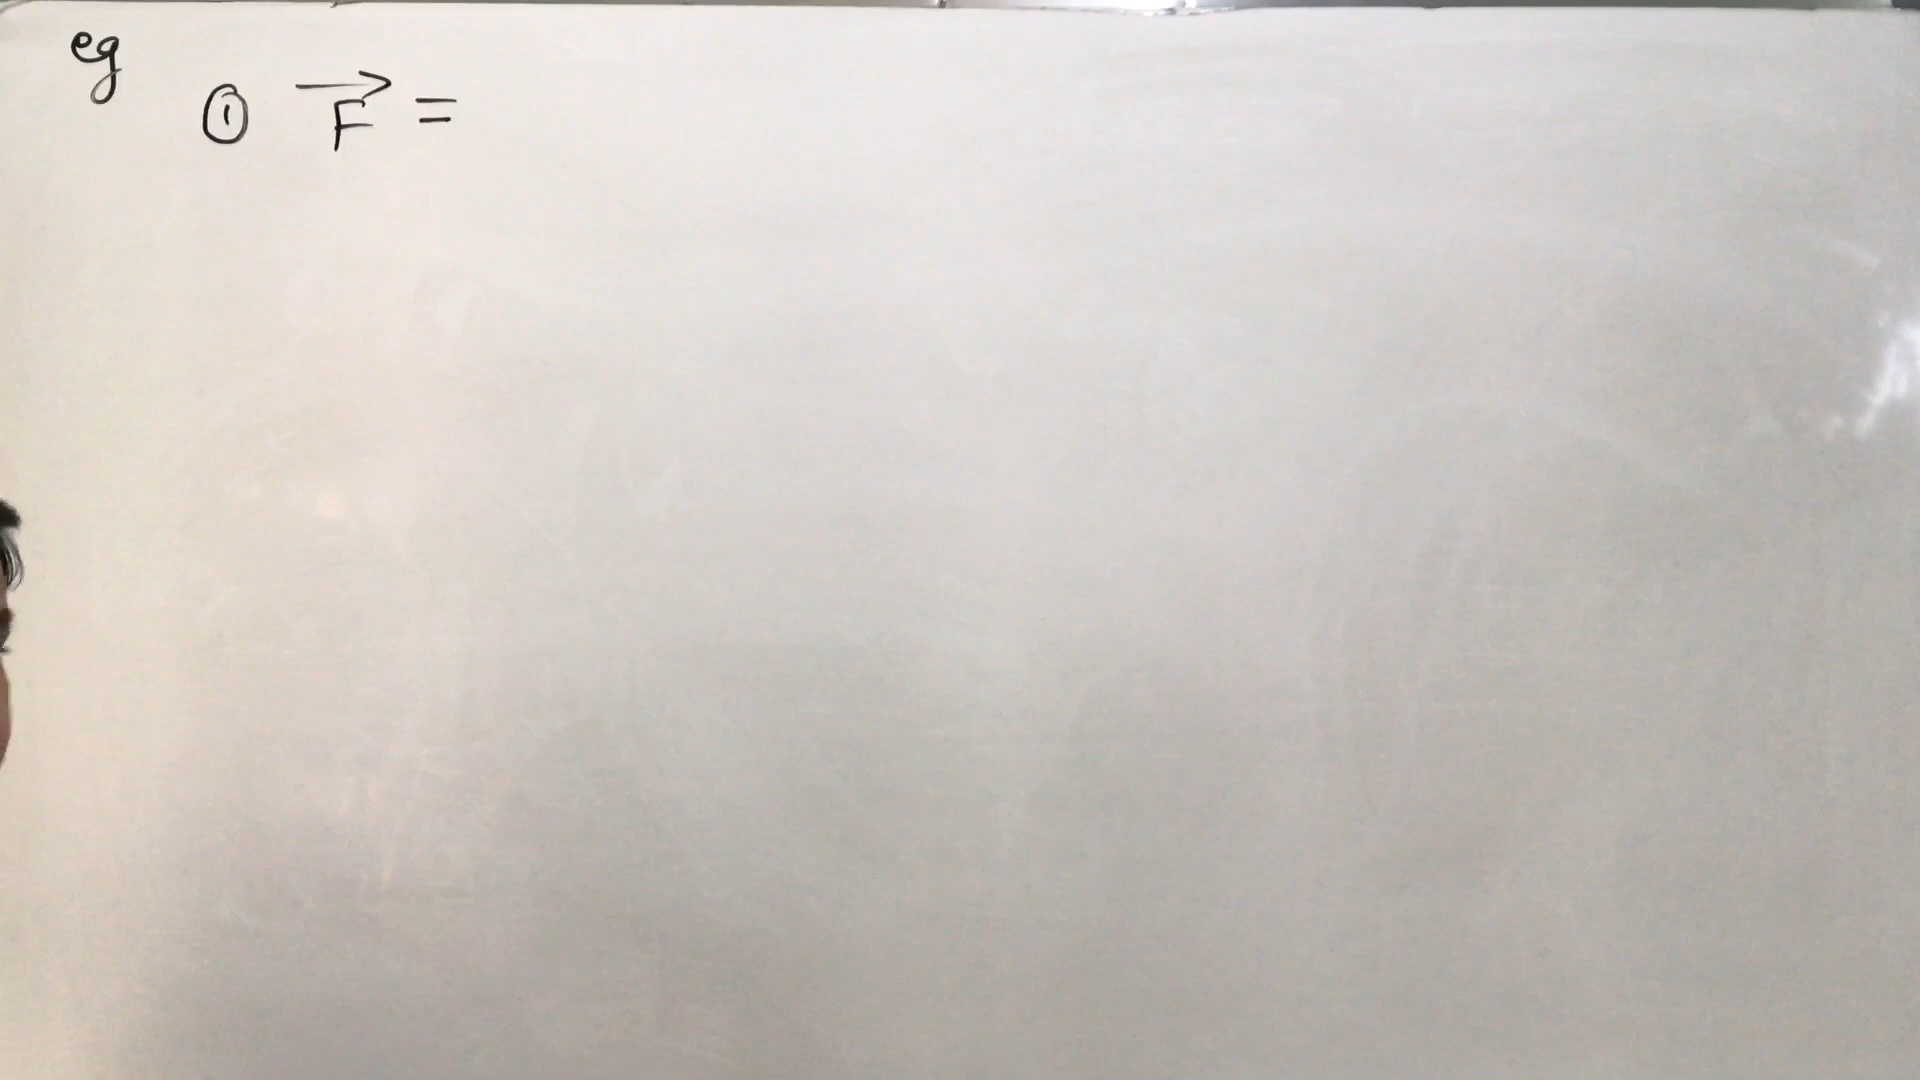 eg
① F⃗ =